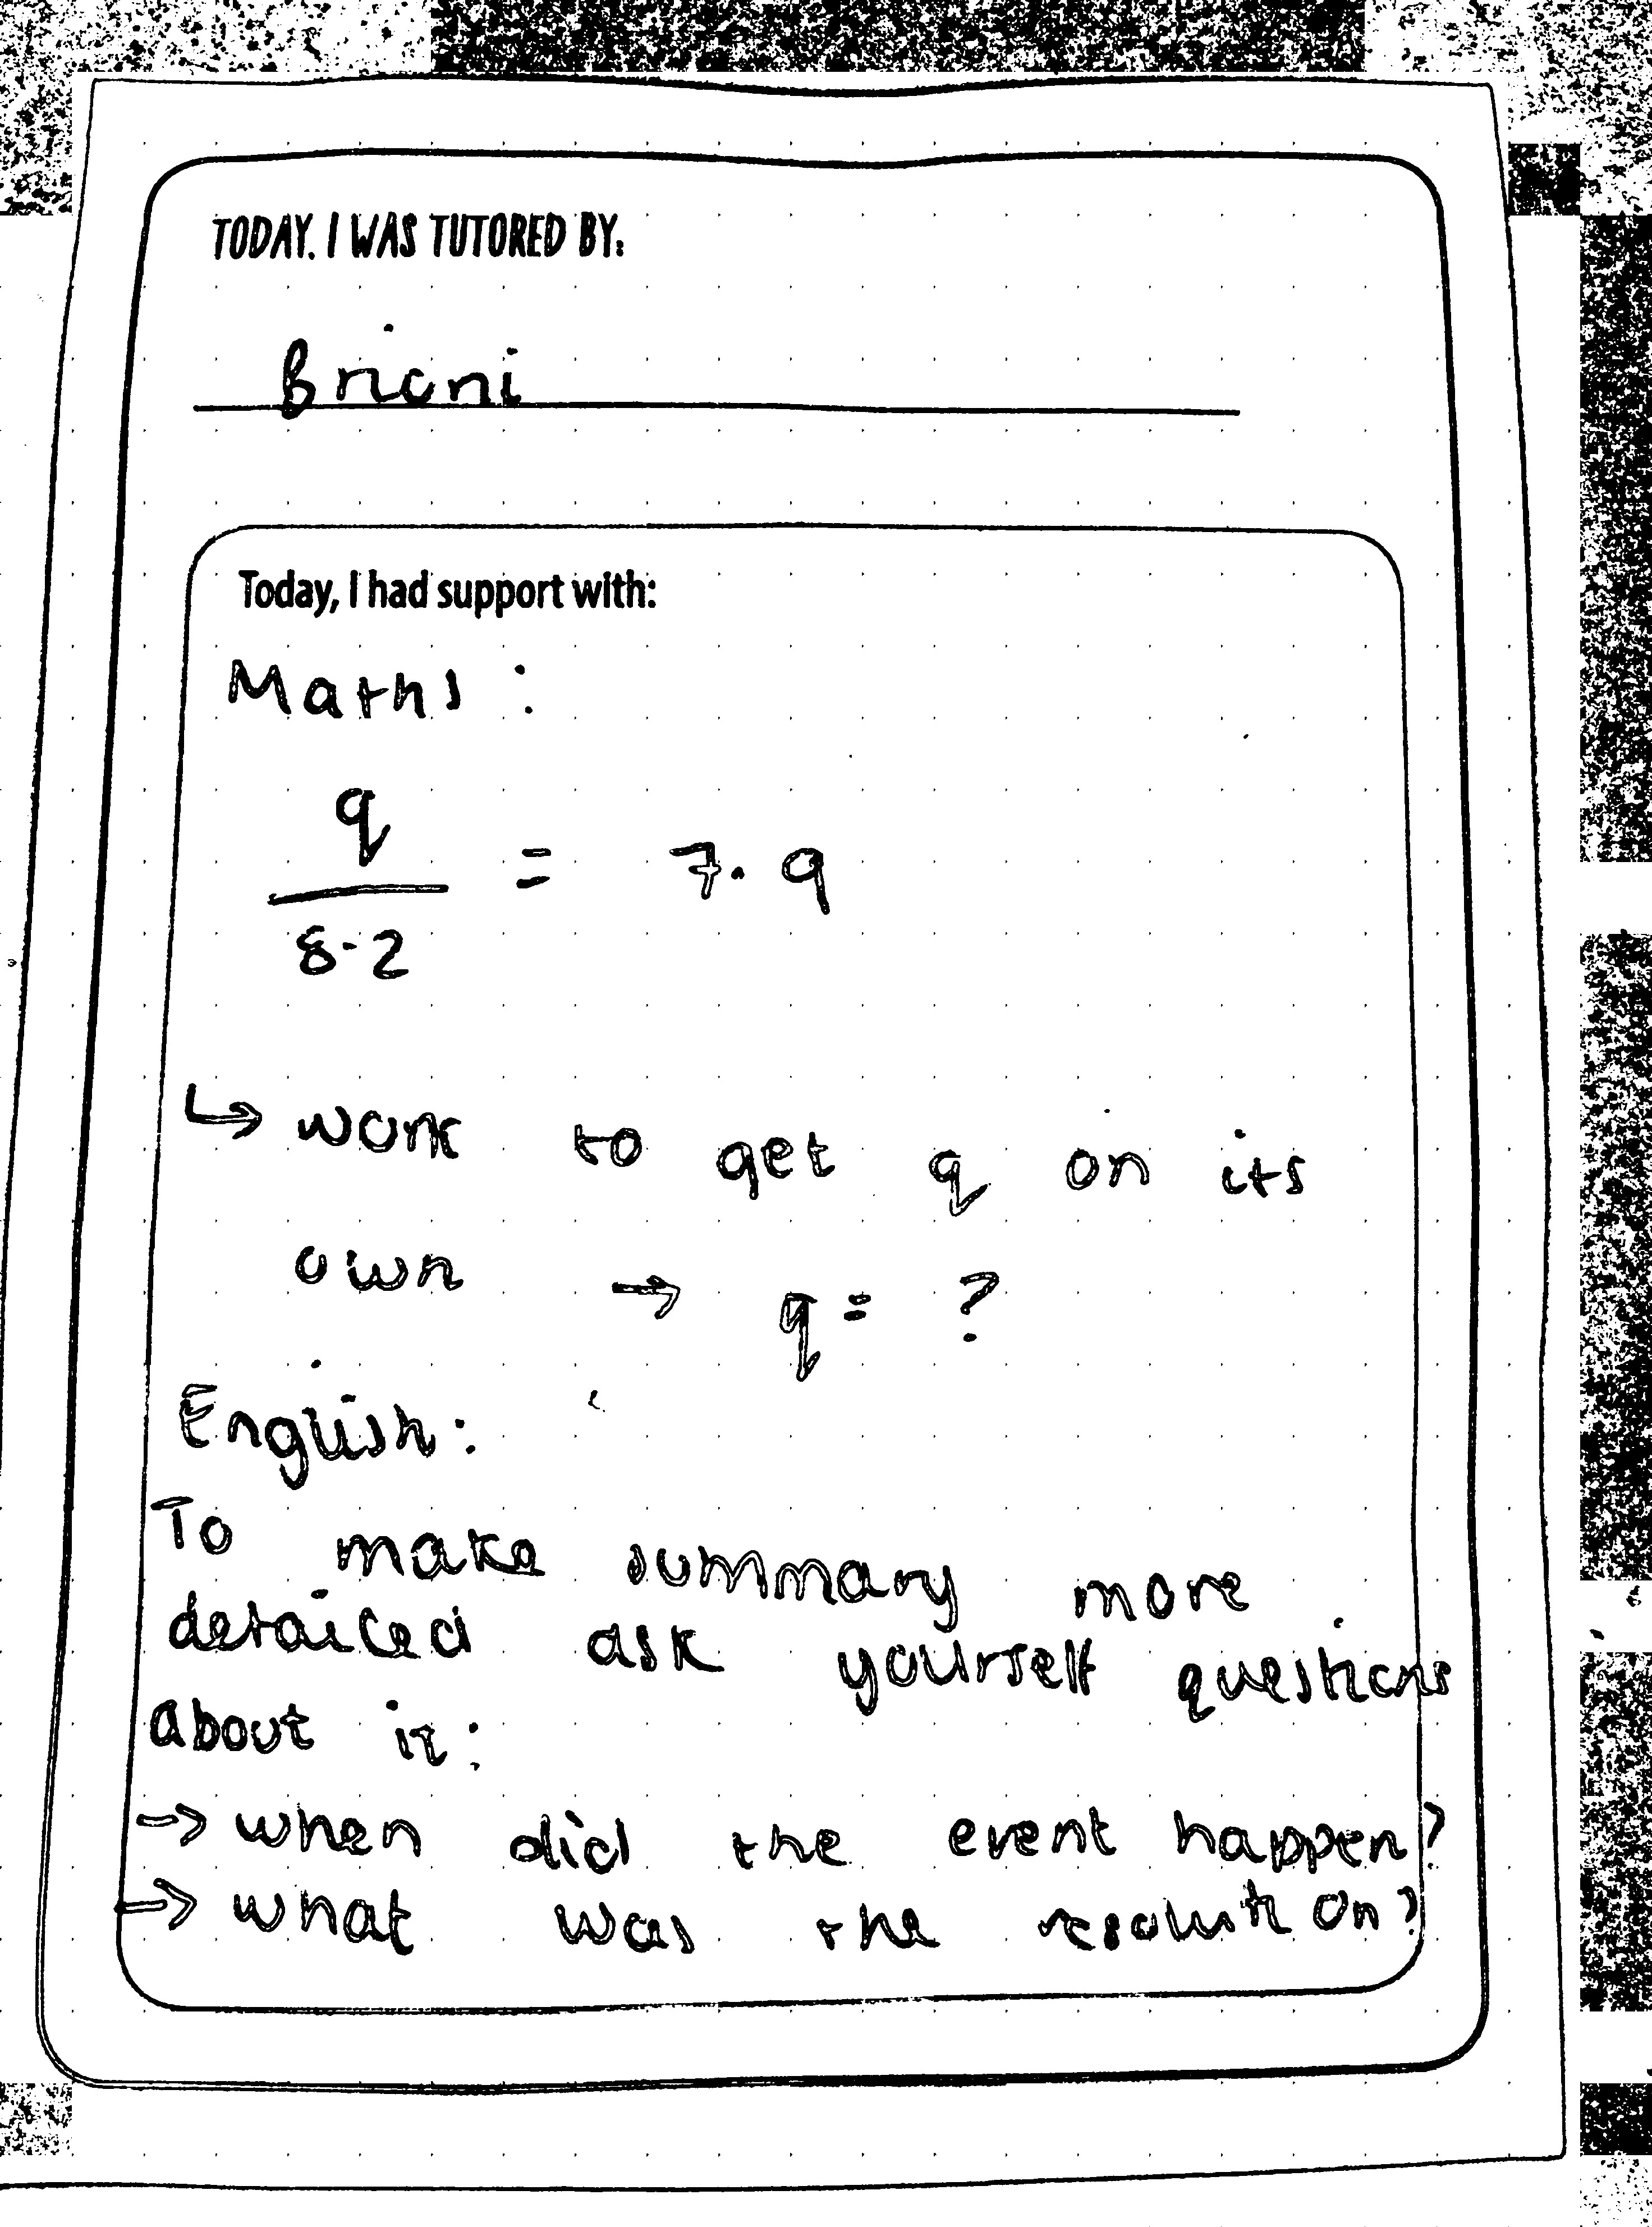 TODAY, I WAS TUTORED BY:
Brioni
Today, I had support with:
Maths:
q
8.2
= 7.9
↳ work to get q on its
own → q = ?
English:
To make summary more
detailed ask yourself questions
about it:
→ when did the event happen?
→ what was the resolution?